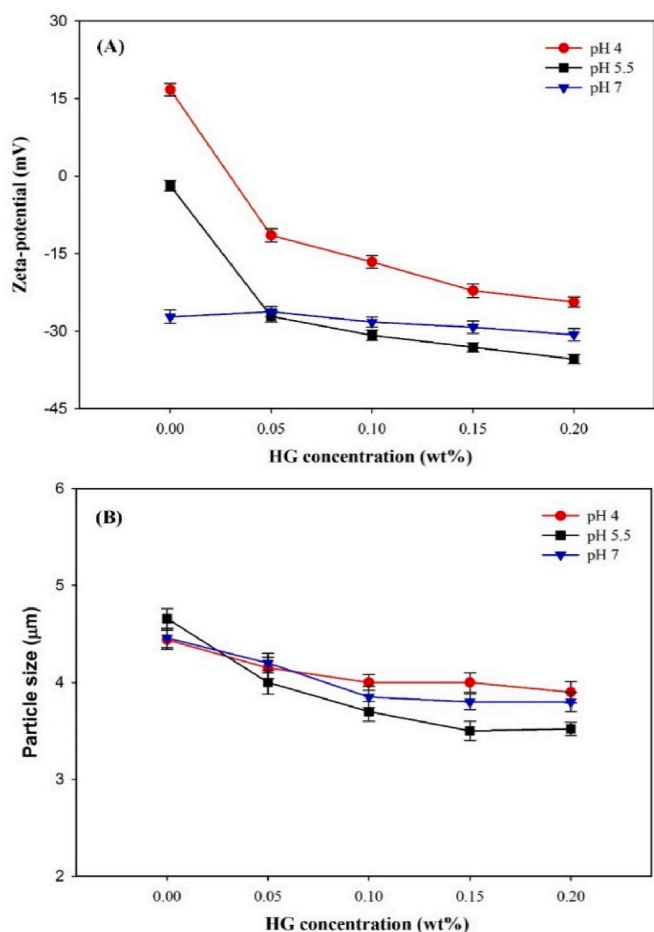 (A)
pH 4
pH 5.5
pH 7
30
15
0
-15
-30
-45
Zeta-potential (mV)
0.00 0.05 0.10 0.15 0.20
HG concentration (wt%)
(B)
pH 4
pH 5.5
pH 7
6
5
4
3
2
Particle size (μm)
0.00 0.05 0.10 0.15 0.20
HG concentration (wt%)